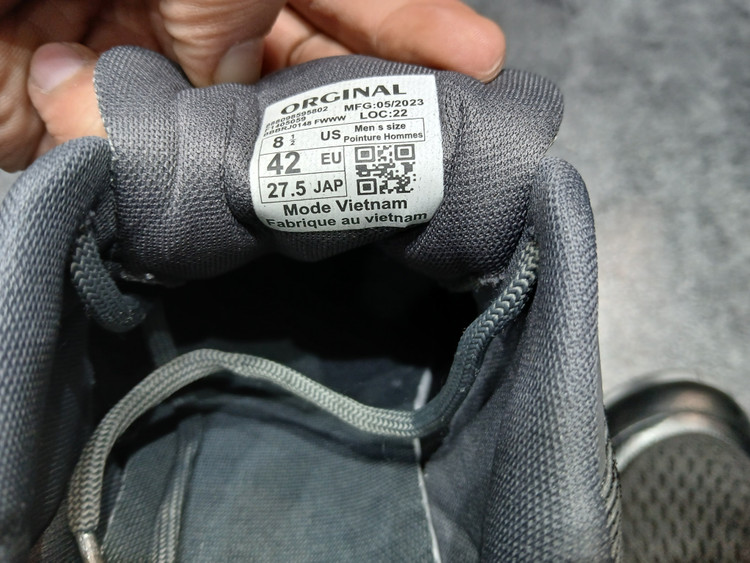 ORGINAL
MFG:05/2023
LOC:22
8 1/2 US
Men s size
Pointure Hommes
42 EU
27.5 JAP
Mode Vietnam
Fabrique au vietnam